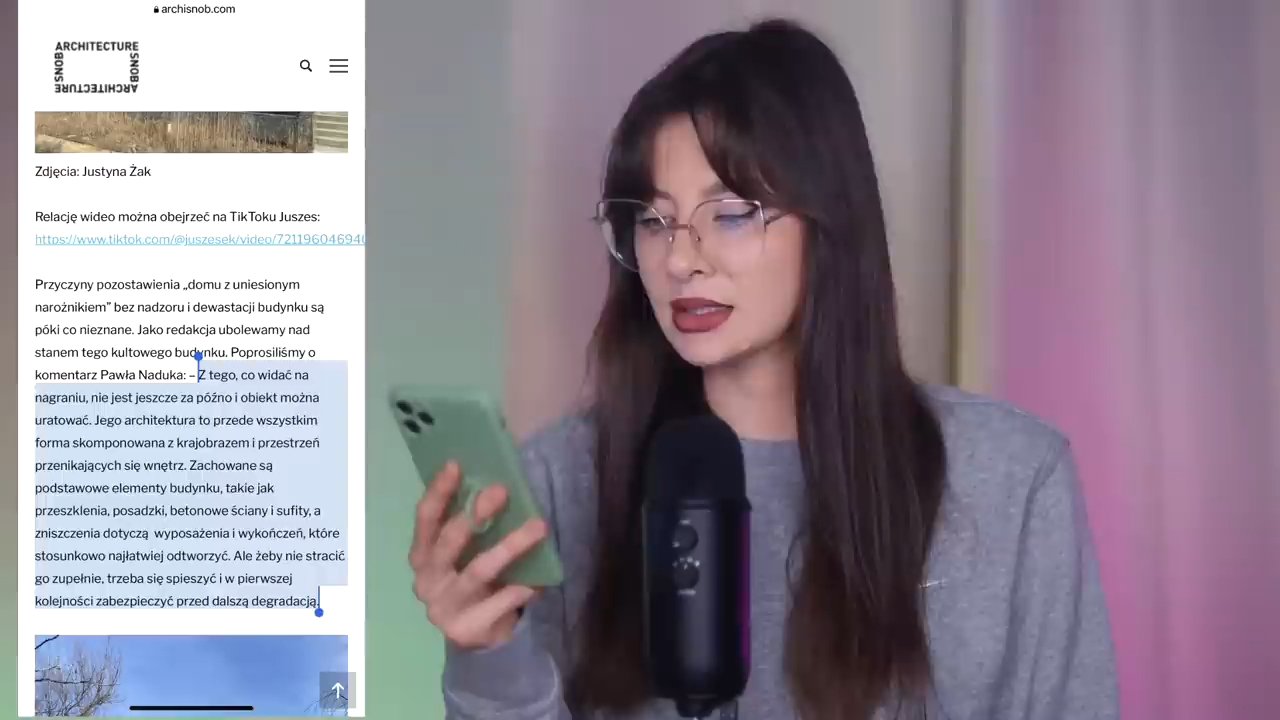 archisnob.com
ARCHITECTURE
SNOB
ARCHITECTURE
SNOB
Zdjęcia: Justyna Żak
Relację wideo można obejrzeć na TikToku Juszes:
https://www.tiktok.com/@juszesek/video/721196046940
Przyczyny pozostawienia „domu z uniesionym
narożnikiem” bez nadzoru i dewastacji budynku są
póki co nieznane. Jako redakcja ubolewamy nad
stanem tego kultowego budynku. Poprosiliśmy o
komentarz Pawła Naduka: – Z tego, co widać na
nagraniu, nie jest jeszcze za późno i obiekt można
uratować. Jego architektura to przede wszystkim
forma skomponowana z krajobrazem i przestrzeń
przenikających się wnętrz. Zachowane są
podstawowe elementy budynku, takie jak
przeszklenia, posadzki, betonowe ściany i sufity, a
zniszczenia dotyczą wyposażenia i wykończeń, które
stosunkowo najłatwiej odtworzyć. Ale żeby nie stracić
go zupełnie, trzeba się spieszyć i w pierwszej
kolejności zabezpieczyć przed dalszą degradacją.